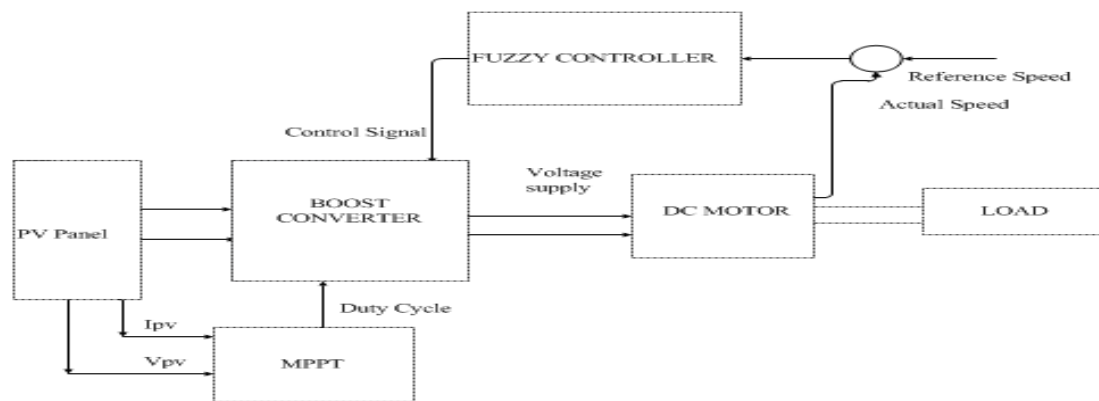 FUZZY CONTROLLER
Reference Speed
Actual Speed
Control Signal
Voltage
supply
PV Panel
BOOST
CONVERTER
DC MOTOR
LOAD
Duty Cycle
Ipv
Vpv
MPPT